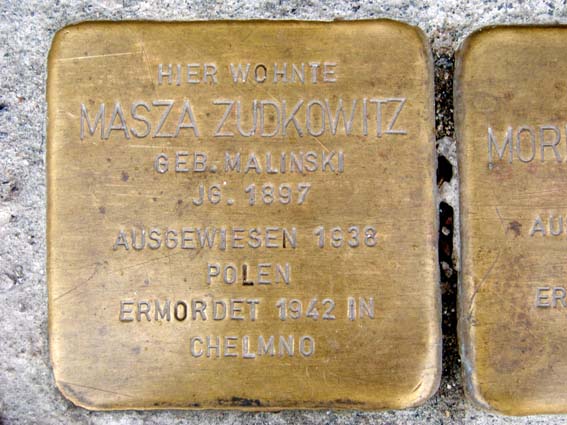 HIER WOHNTE
MASZA ZUDKOWITZ
GEB. MALINSKI
JG. 1897
AUSGEWIESEN 1938
POLEN
ERMORDET 1942 IN
CHELMNO